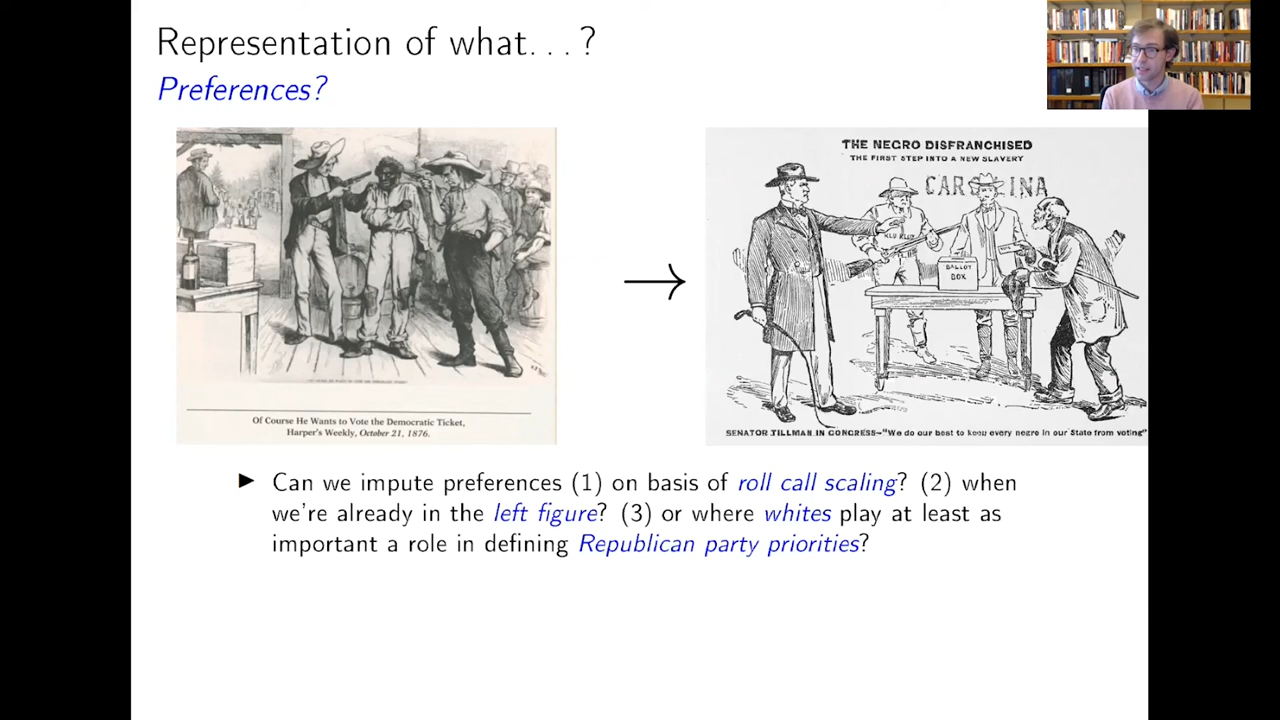 Representation of what. . . ?
Preferences?
Of Course He Wants to Vote the Democratic Ticket,
Harper's Weekly, October 21, 1876.
→
THE NEGRO DISFRANCHISED
THE FIRST STEP INTO A NEW SLAVERY
CAROLINA
KLU KLUX
BALLOT
BOX
SENATOR TILLMAN IN CONGRESS–"We do our best to keep every negro in our State from voting"
▶ Can we impute preferences (1) on basis of roll call scaling? (2) when
we're already in the left figure? (3) or where whites play at least as
important a role in defining Republican party priorities?